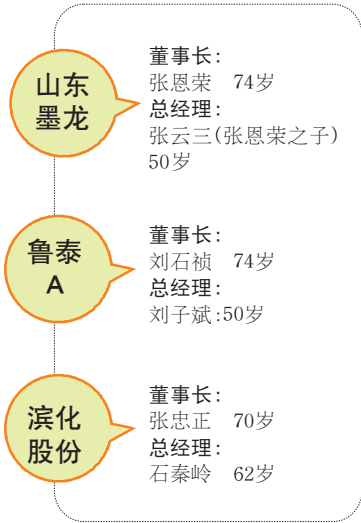 山东
墨龙
董事长:
张恩荣 74岁
总经理:
张云三(张恩荣之子)
50岁
鲁泰
A
董事长:
刘石祯 74岁
总经理:
刘子斌:50岁
滨化
股份
董事长:
张忠正 70岁
总经理:
石秦岭 62岁